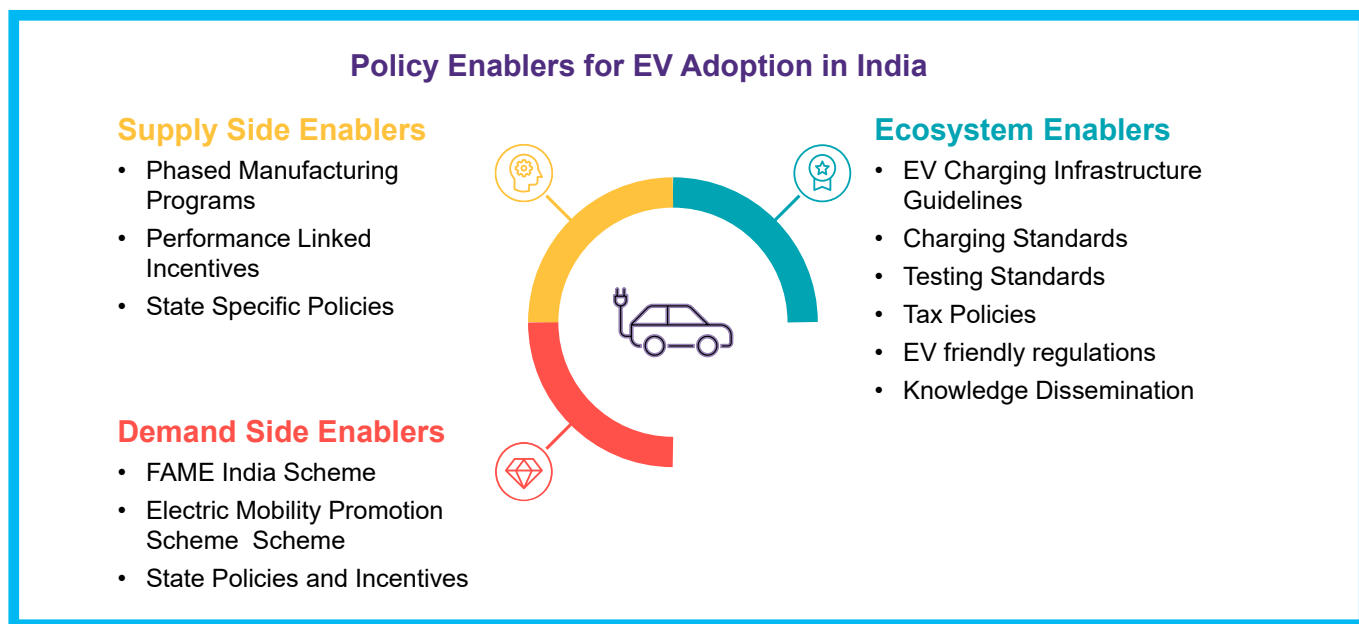 Policy Enablers for EV Adoption in India
Supply Side Enablers
• Phased Manufacturing
Programs
• Performance Linked
Incentives
• State Specific Policies
Demand Side Enablers
• FAME India Scheme
• Electric Mobility Promotion
Scheme  Scheme
• State Policies and Incentives
Ecosystem Enablers
• EV Charging Infrastructure
Guidelines
• Charging Standards
• Testing Standards
• Tax Policies
• EV friendly regulations
• Knowledge Dissemination